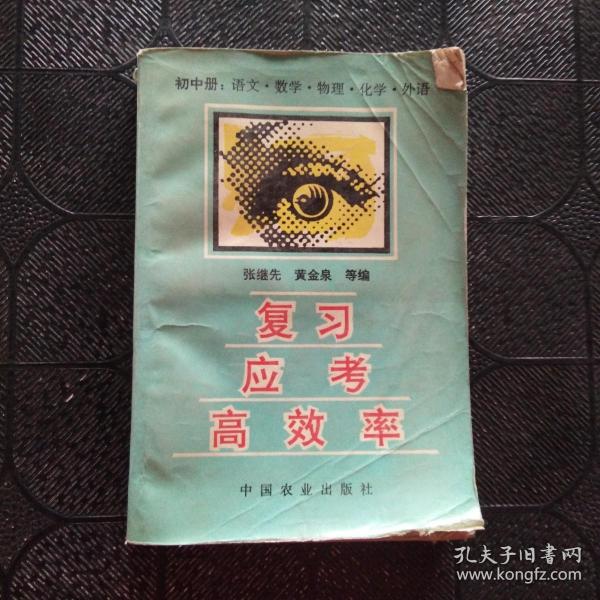 初中册：语文·数学·物理·化学·外语
张继先 黄金泉 等编
复习
应考
高效率
中国农业出版社
孔夫子旧书网
www.kongfz.com